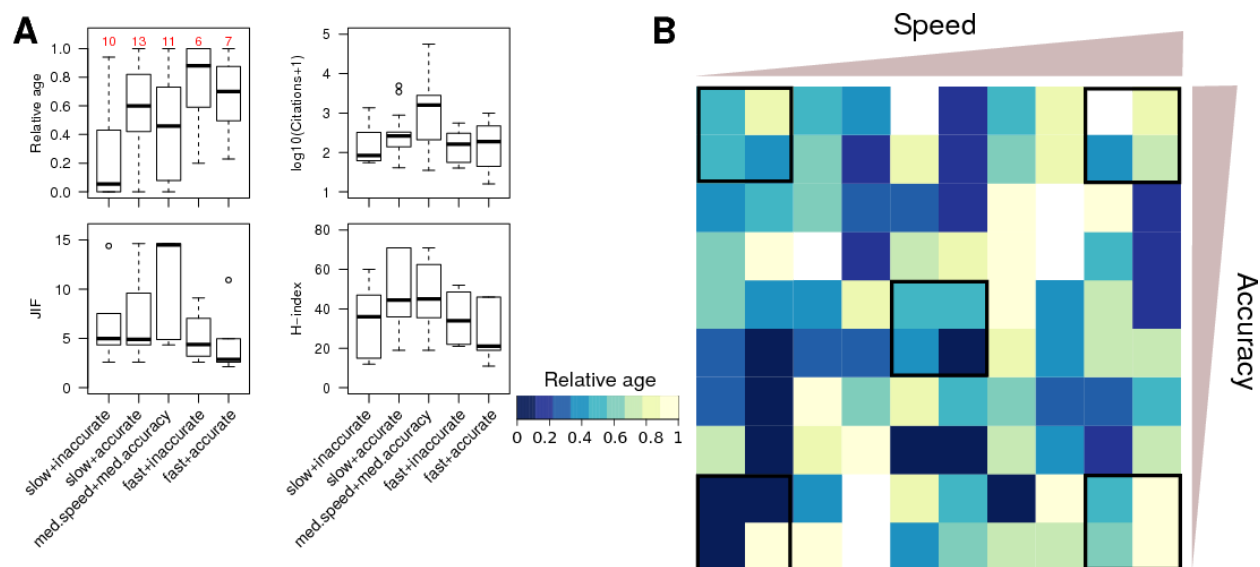 A
10 13 11 6 7
Relative age
1.0
0.8
0.6
0.4
0.2
0.0
log10(Citations+1)
5
4
3
2
1
JIF
15
10
5
0
H-index
80
60
40
20
0
slow+inaccurate
slow+accurate
med.speed+med.accuracy
fast+inaccurate
fast+accurate
slow+inaccurate
slow+accurate
med.speed+med.accuracy
fast+inaccurate
fast+accurate
Relative age
0 0.2 0.4 0.6 0.8 1
B
Speed
Accuracy